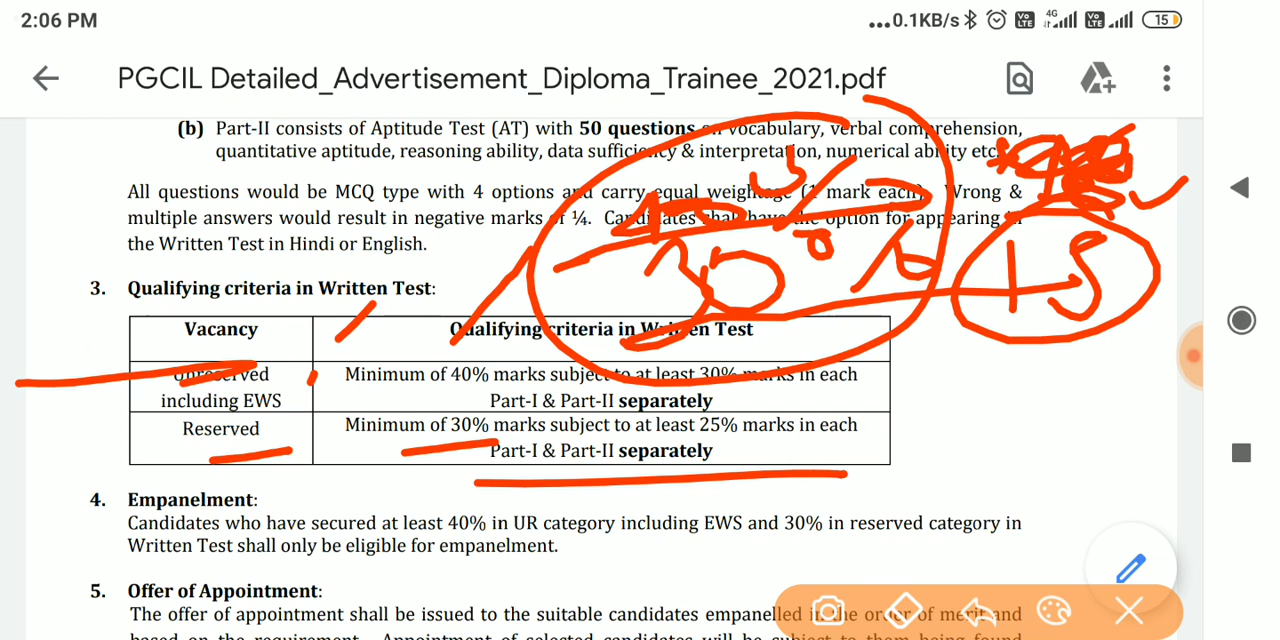 2:06 PM ...0.1KB/s Vo LTE 4G Vo LTE 15
PGCIL Detailed_Advertisement_Diploma_Trainee_2021.pdf
(b) Part-II consists of Aptitude Test (AT) with 50 questions on vocabulary, verbal comprehension,
quantitative aptitude, reasoning ability, data sufficiency & interpretation, numerical ability etc.
All questions would be MCQ type with 4 options and carry equal weightage (1 mark each). Wrong &
multiple answers would result in negative marks of ¼. Candidates shall have the option for appearing in
the Written Test in Hindi or English.
3. Qualifying criteria in Written Test:
Vacancy Qualifying criteria in Written Test
Unreserved Minimum of 40% marks subject to at least 30% marks in each
including EWS Part-I & Part-II separately
Reserved Minimum of 30% marks subject to at least 25% marks in each
Part-I & Part-II separately
4. Empanelment:
Candidates who have secured at least 40% in UR category including EWS and 30% in reserved category in
Written Test shall only be eligible for empanelment.
5. Offer of Appointment:
The offer of appointment shall be issued to the suitable candidates empanelled in the order of merit and
15